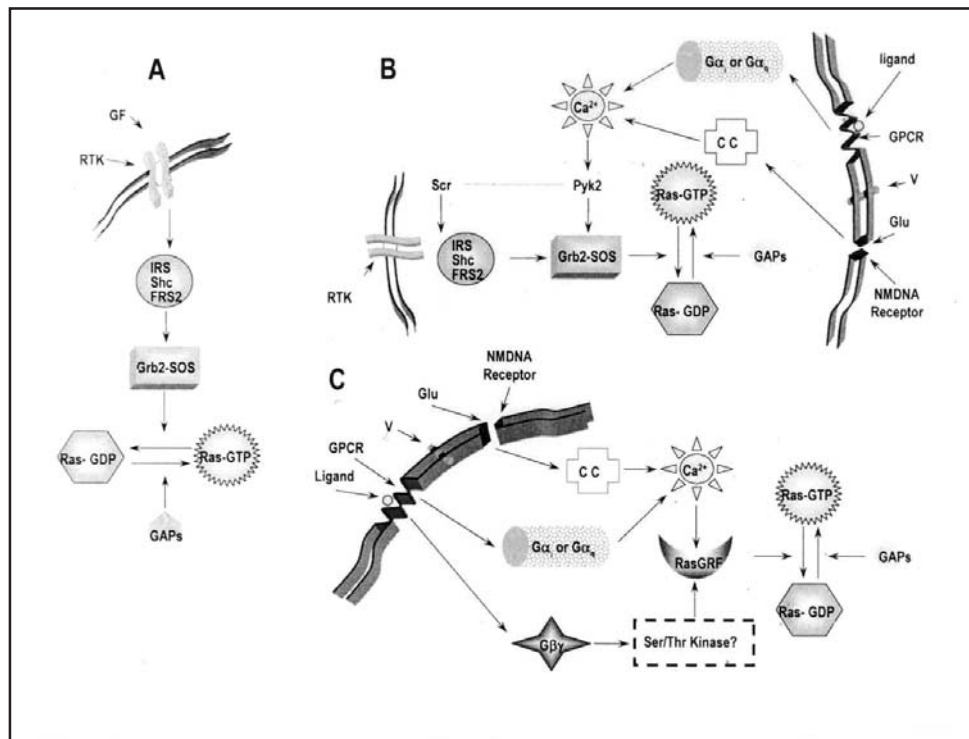 A
GF
RTK
IRS
Shc
FRS2
Grb2-SOS
Ras- GDP
Ras-GTP
GAPs
B
Gαi or Gαq
ligand
Ca²⁺
C C
GPCR
V
Glu
NMDNA
Receptor
Scr
Pyk2
Ras-GTP
RTK
IRS
Shc
FRS2
Grb2-SOS
GAPs
Ras- GDP
C
NMDNA
Receptor
Glu
V
GPCR
Ligand
C C
Ca²⁺
Gαi or Gαq
Ras-GTP
RasGRF
GAPs
Ras- GDP
Gβγ
Ser/Thr Kinase?